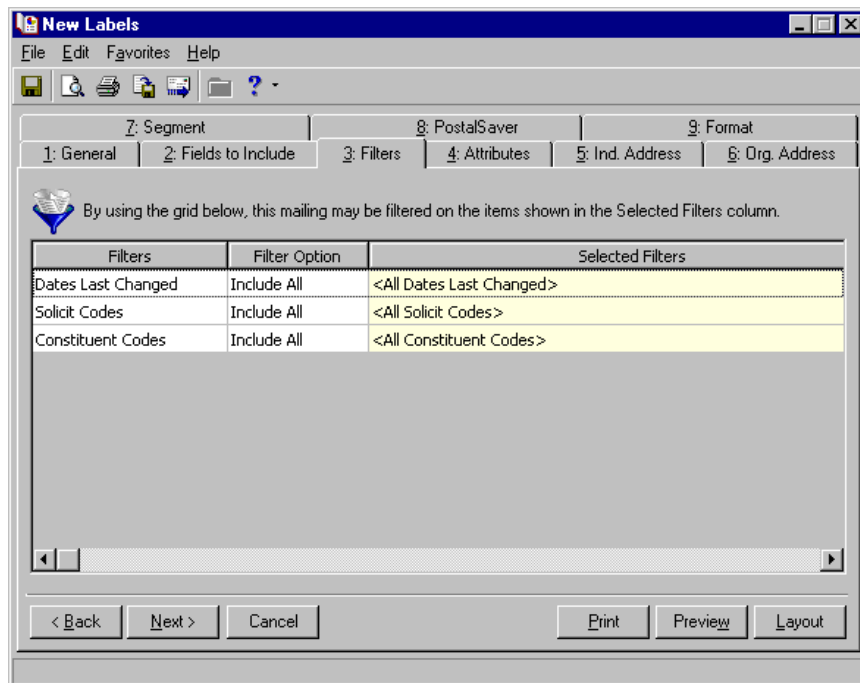 New Labels
File Edit Favorites Help
?
7: Segment 8: PostalSaver 9: Format
1: General 2: Fields to Include 3: Filters 4: Attributes 5: Ind. Address 6: Org. Address
By using the grid below, this mailing may be filtered on the items shown in the Selected Filters column.
Filters Filter Option Selected Filters
Dates Last Changed Include All <All Dates Last Changed>
Solicit Codes Include All <All Solicit Codes>
Constituent Codes Include All <All Constituent Codes>
< Back Next > Cancel Print Preview Layout